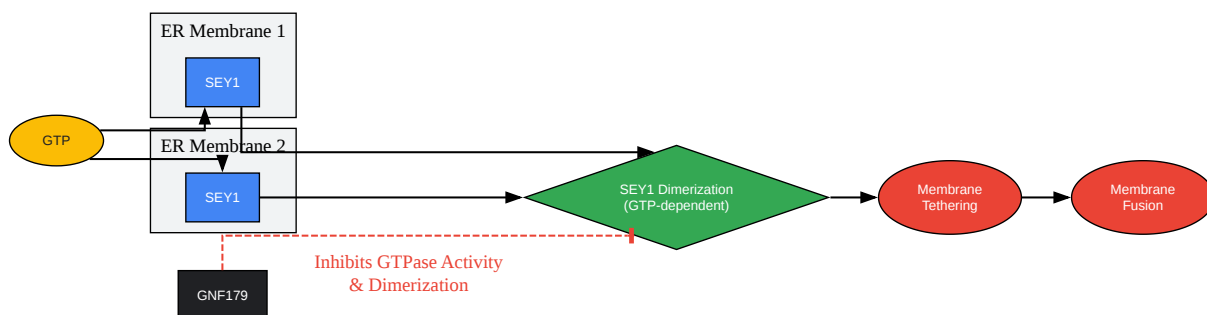 ER Membrane 1
SEY1
GTP
ER Membrane 2
SEY1
SEY1 Dimerization
(GTP-dependent)
Membrane
Tethering
Membrane
Fusion
Inhibits GTPase Activity
& Dimerization
GNF179